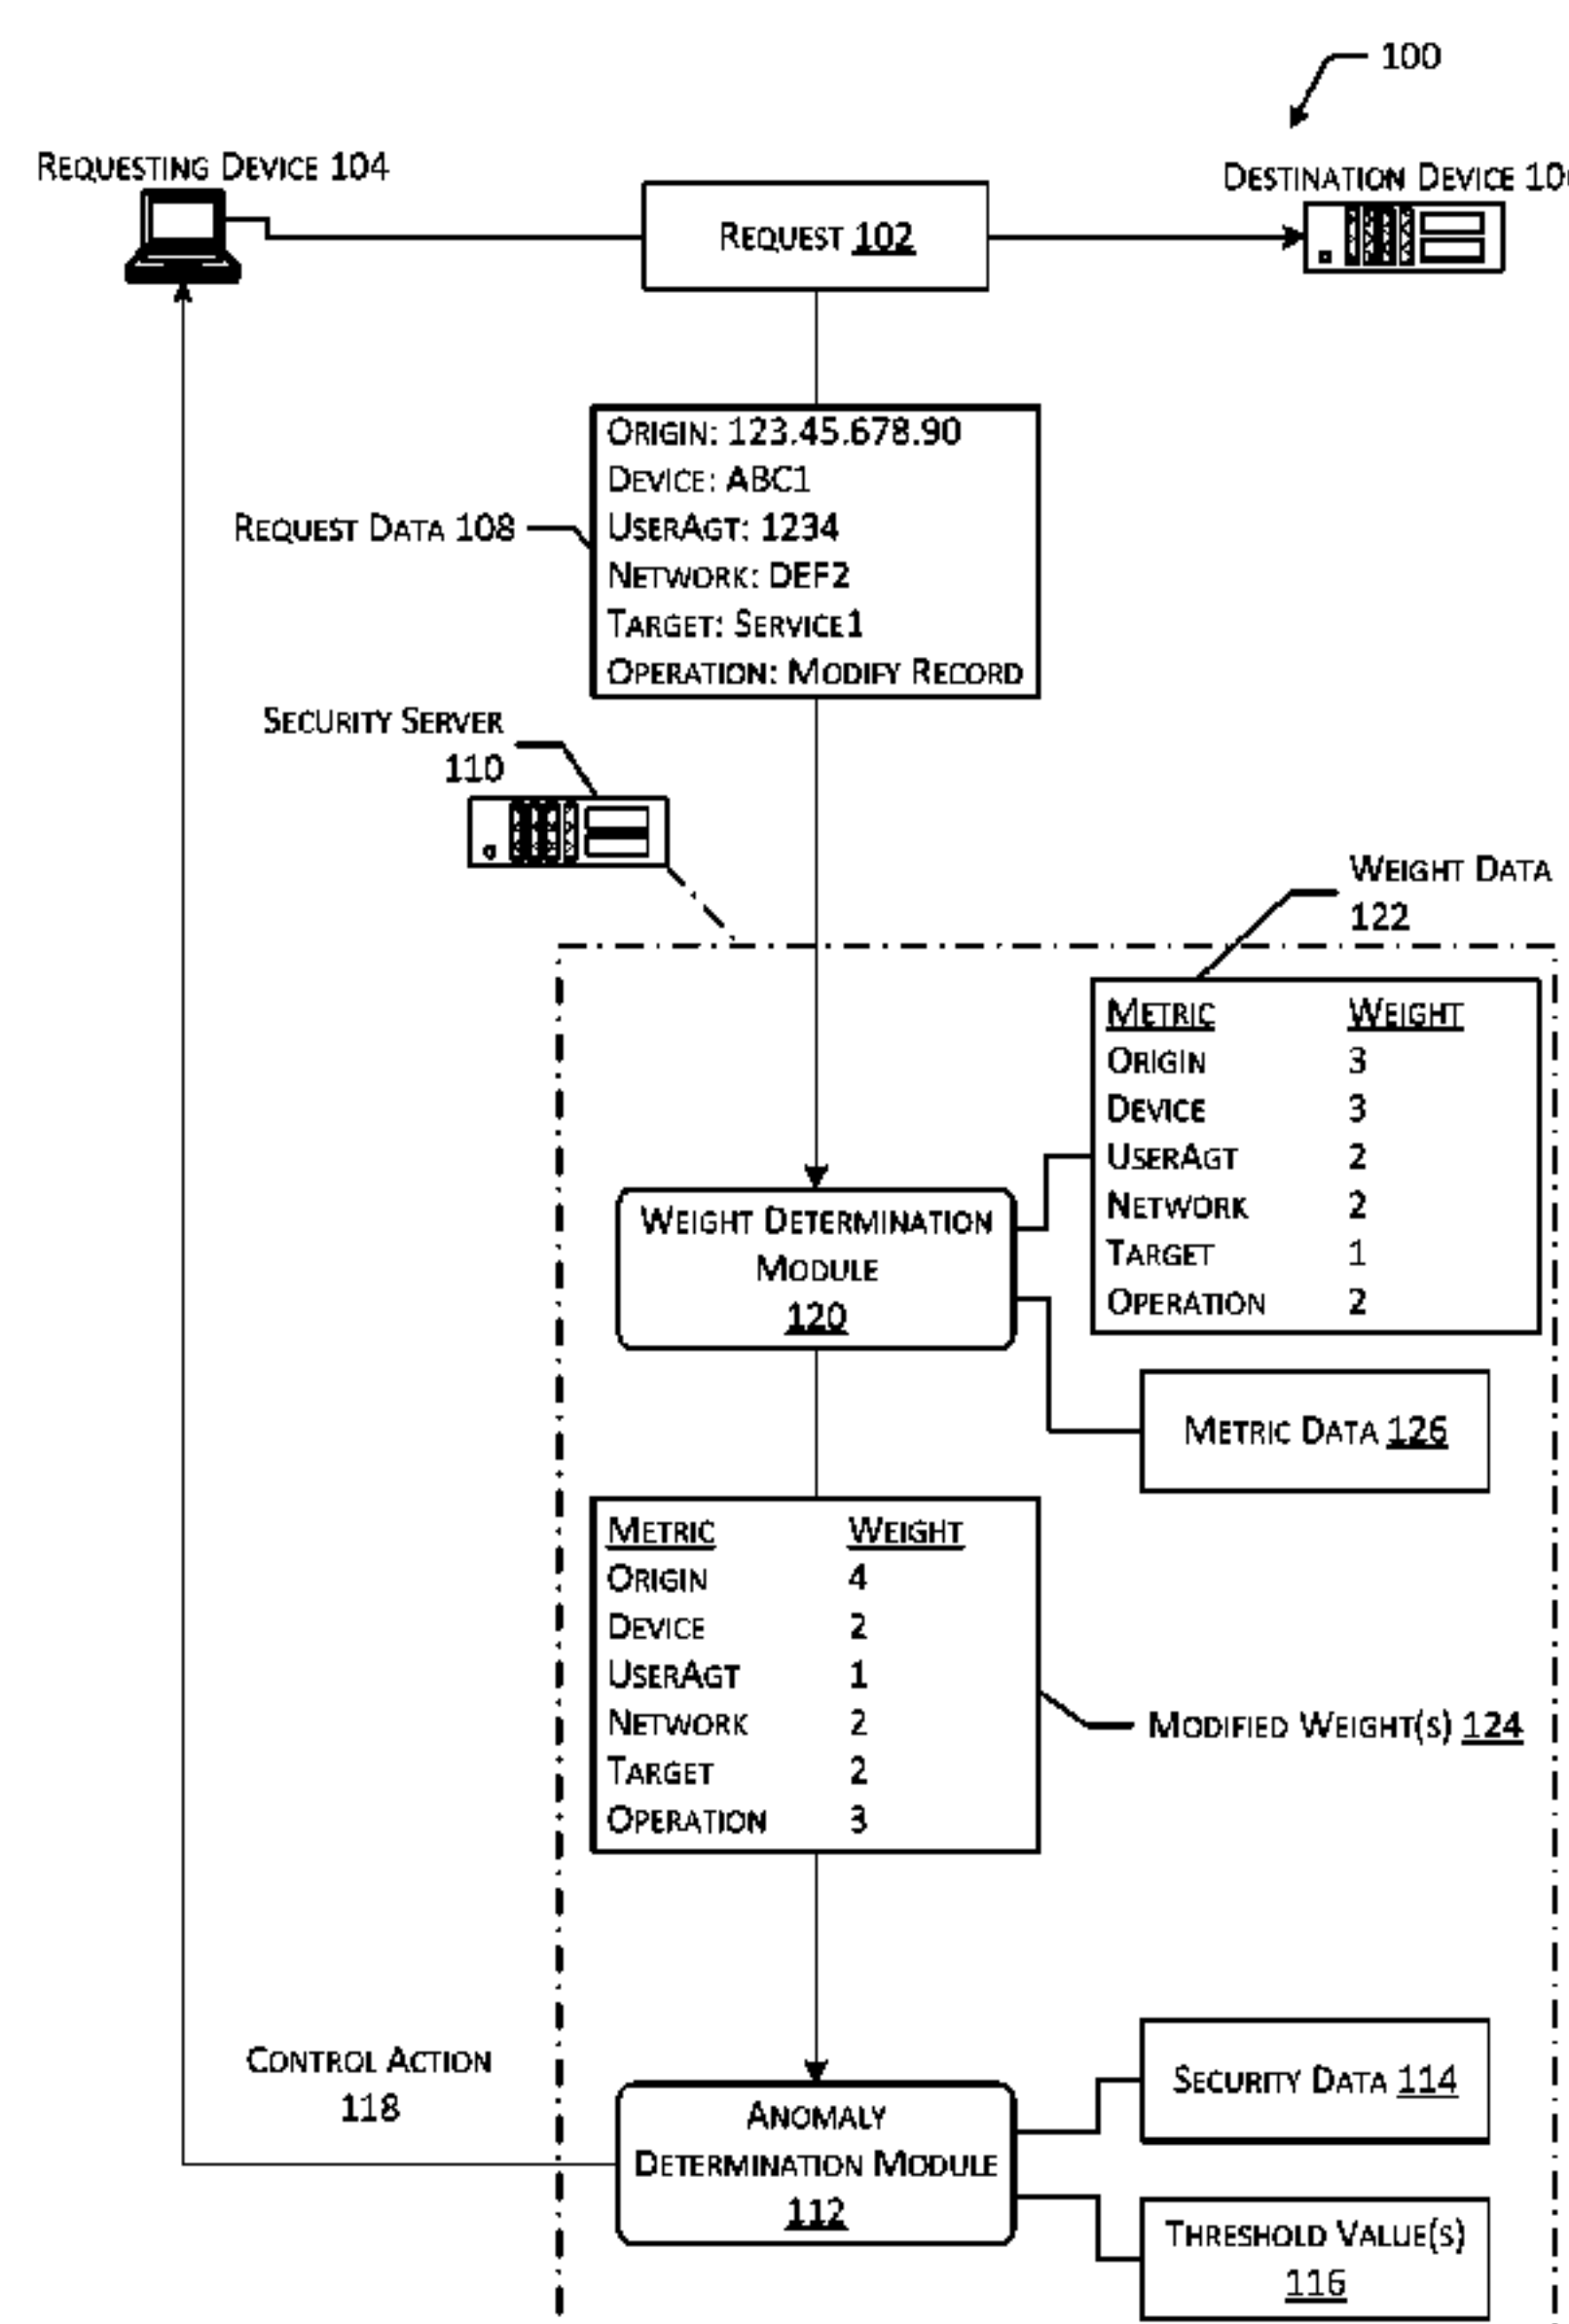 100
REQUESTING DEVICE 104
DESTINATION DEVICE
REQUEST 102
ORIGIN: 123.45.678.90
DEVICE: ABC1
USERAGT: 1234
NETWORK: DEF2
TARGET: SERVICE1
OPERATION: MODIFY RECORD
REQUEST DATA 108
SECURITY SERVER
110
WEIGHT DATA
122
METRIC WEIGHT
ORIGIN 3
DEVICE 3
USERAGT 2
NETWORK 2
TARGET 1
OPERATION 2
WEIGHT DETERMINATION
MODULE
120
METRIC DATA 126
METRIC WEIGHT
ORIGIN 4
DEVICE 2
USERAGT 1
NETWORK 2
TARGET 2
OPERATION 3
MODIFIED WEIGHT(S) 124
CONTROL ACTION
118
ANOMALY
DETERMINATION MODULE
112
SECURITY DATA 114
THRESHOLD VALUE(S)
116